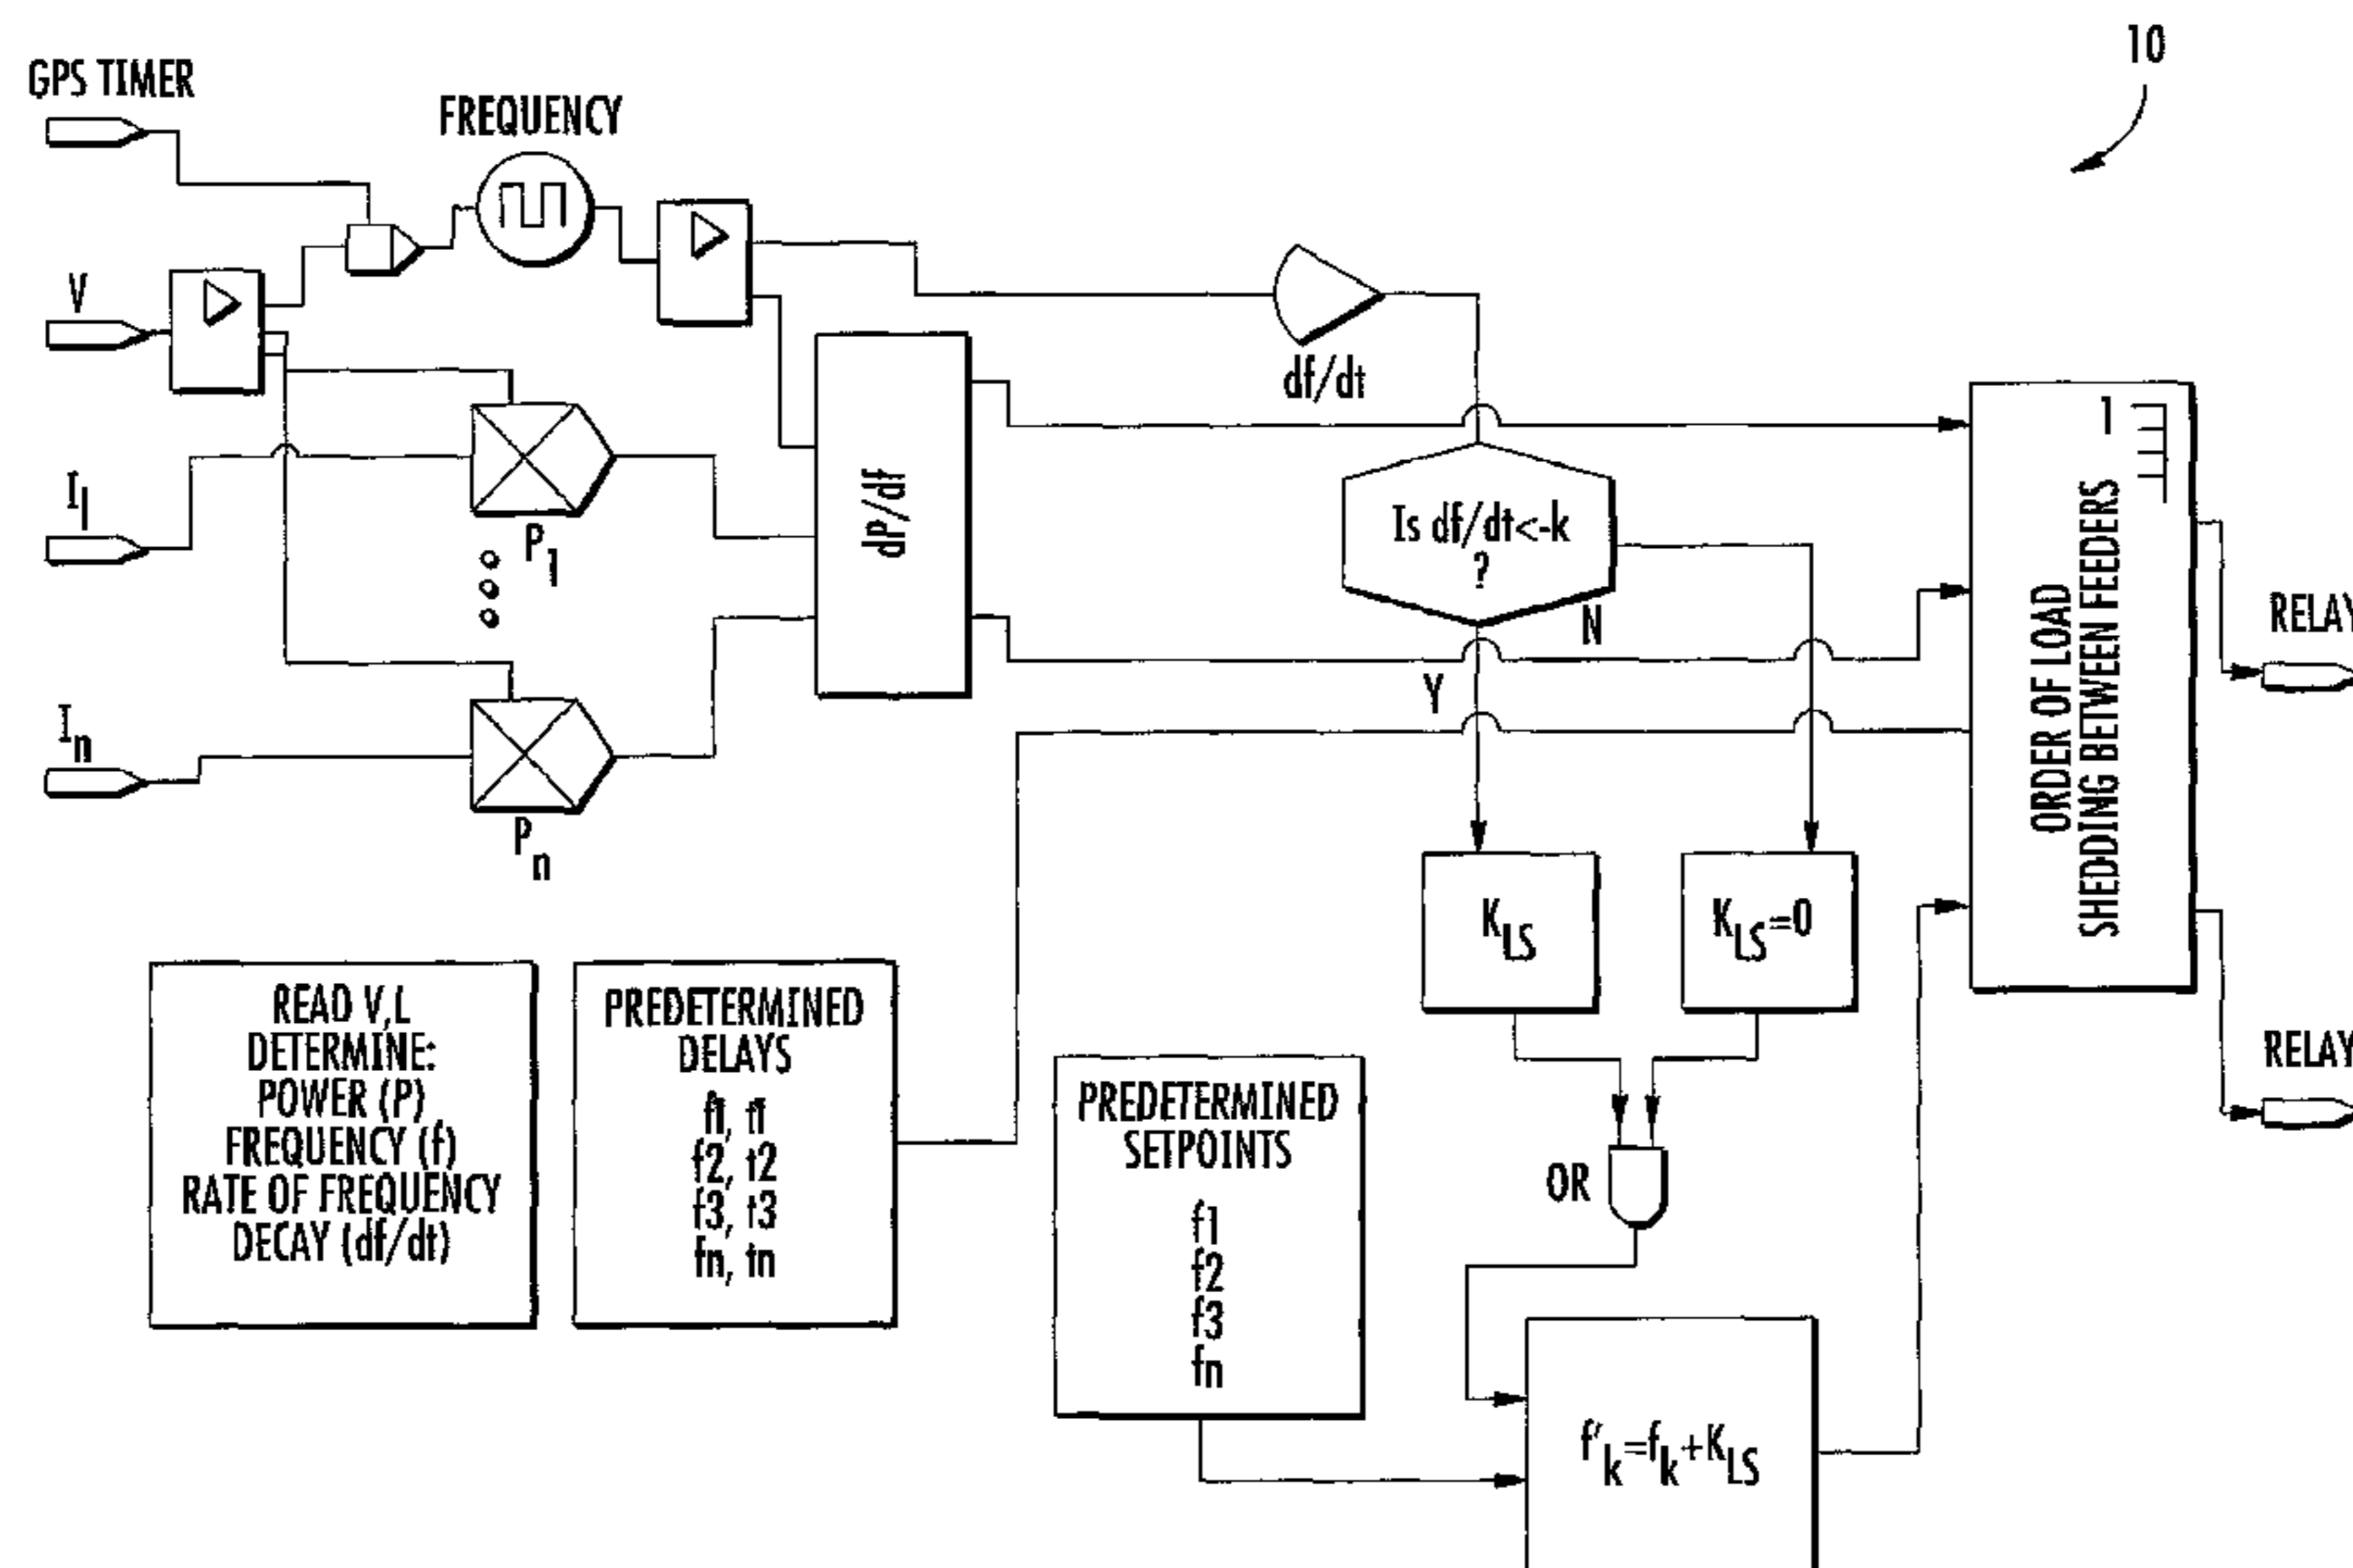 10
GPS TIMER
FREQUENCY
V
df/dt
I1
P1
dP/df
Is df/dt<-k
?
N
Y
1
ORDER OF LOAD
SHEDDING BETWEEN FEEDERS
RELAY
In
Pn
KLS
KLS=0
READ V,L
DETERMINE:
POWER (P)
FREQUENCY (f)
RATE OF FREQUENCY
DECAY (df/dt)
PREDETERMINED
DELAYS
f1, t1
f2, t2
f3, t3
fn, tn
PREDETERMINED
SETPOINTS
f1
f2
f3
fn
OR
RELAY
f'k=fk+KLS